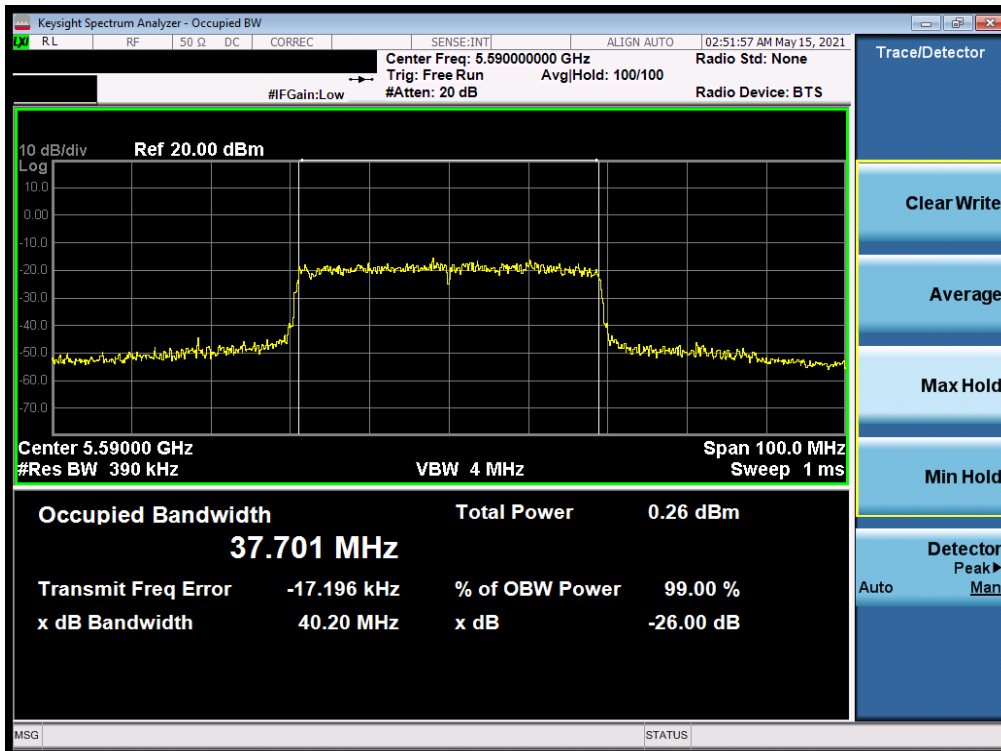 Keysight Spectrum Analyzer - Occupied BW
LXI RL RF 50 Ω DC CORREC SENSE:INT ALIGN AUTO 02:51:57 AM May 15, 2021
Center Freq: 5.590000000 GHz Radio Std: None
Trig: Free Run Avg|Hold: 100/100
#IFGain:Low #Atten: 20 dB Radio Device: BTS
Trace/Detector
10 dB/div Ref 20.00 dBm
Log
10.0
0.00
-10.0
-20.0
-30.0
-40.0
-50.0
-60.0
-70.0
Center 5.59000 GHz Span 100.0 MHz
#Res BW 390 kHz VBW 4 MHz Sweep 1 ms
Occupied Bandwidth Total Power 0.26 dBm
37.701 MHz
Transmit Freq Error -17.196 kHz % of OBW Power 99.00 %
x dB Bandwidth 40.20 MHz x dB -26.00 dB
Clear Write
Average
Max Hold
Min Hold
Detector
Peak▶
Auto Man
MSG STATUS